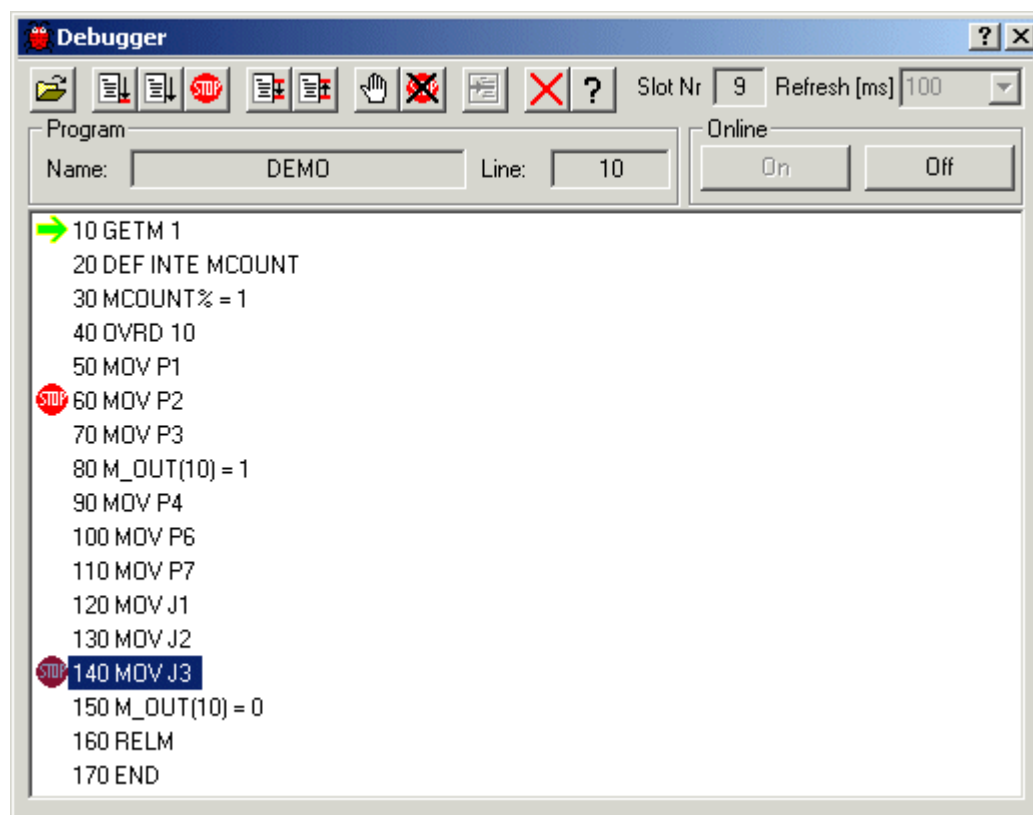 Debugger
STOP ? Slot Nr 9 Refresh [ms] 100
Program
Online
Name: DEMO Line: 10
On Off
10 GETM 1
20 DEF INTE MCOUNT
30 MCOUNT% = 1
40 OVRD 10
50 MOV P1
STOP 60 MOV P2
70 MOV P3
80 M_OUT(10) = 1
90 MOV P4
100 MOV P6
110 MOV P7
120 MOV J1
130 MOV J2
STOP 140 MOV J3
150 M_OUT(10) = 0
160 RELM
170 END